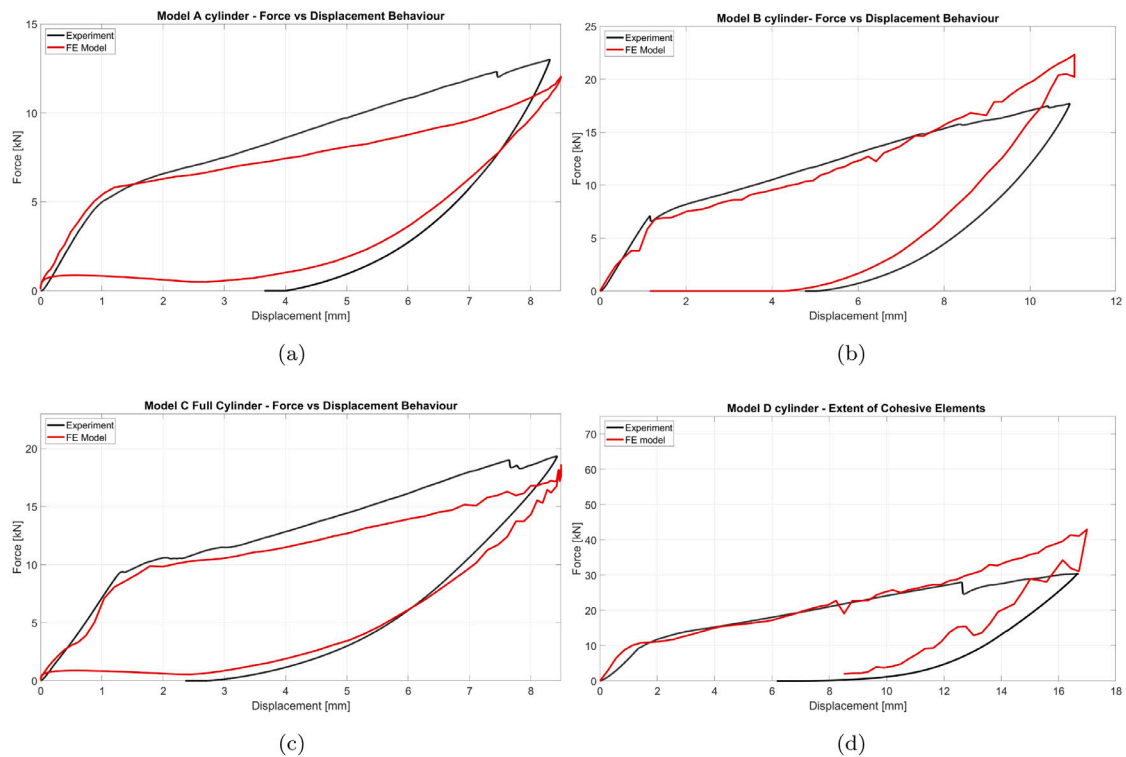 Model A cylinder - Force vs Displacement Behaviour
Experiment
FE Model
Force [kN]
15
10
5
0
0 1 2 3 4 5 6 7 8
Displacement [mm]
(a)
Model B cylinder- Force vs Displacement Behaviour
Experiment
FE Model
Force [kN]
25
20
15
10
5
0
0 2 4 6 8 10 12
Displacement [mm]
(b)
Model C Full Cylinder - Force vs Displacement Behaviour
Experiment
FE Model
Force [kN]
20
15
10
5
0
0 1 2 3 4 5 6 7 8
Displacement [mm]
(c)
Model D cylinder - Extent of Cohesive Elements
Experiment
FE model
Force [kN]
70
60
50
40
30
20
10
0
0 2 4 6 8 10 12 14 16 18
Displacement [mm]
(d)